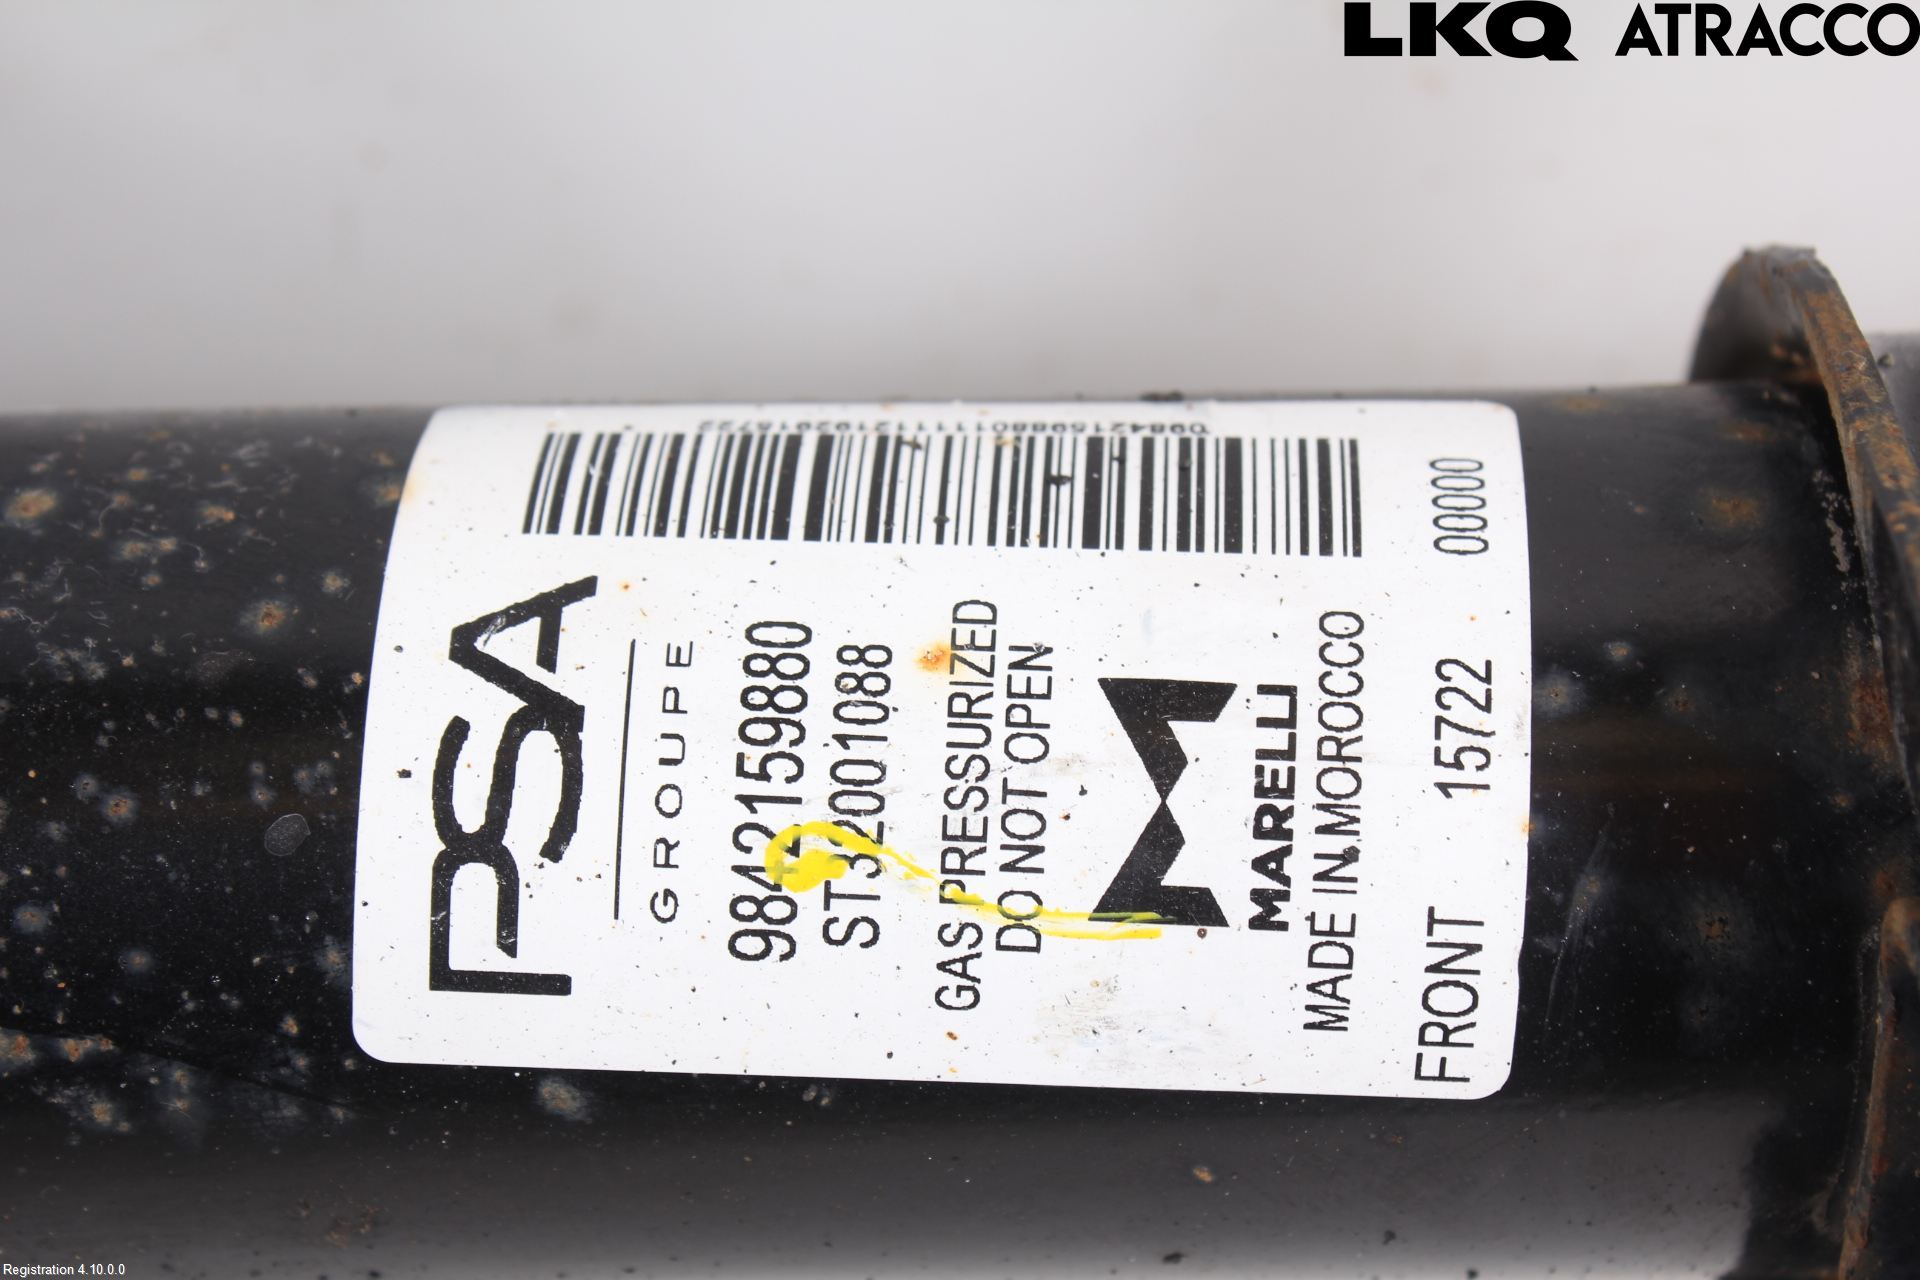 LKQ ATRACCO
PSA
GROUPE
9842159880
ST32001088
GAS PRESSURIZED
DO NOT OPEN
MARELLI
MADE IN MOROCCO
FRONT 15722 00000
Registration 4.10.0.0